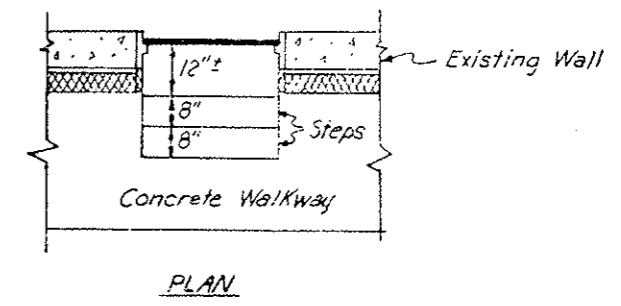 12"±
Existing Wall
8"
Steps
8"
Concrete Walkway
PLAN